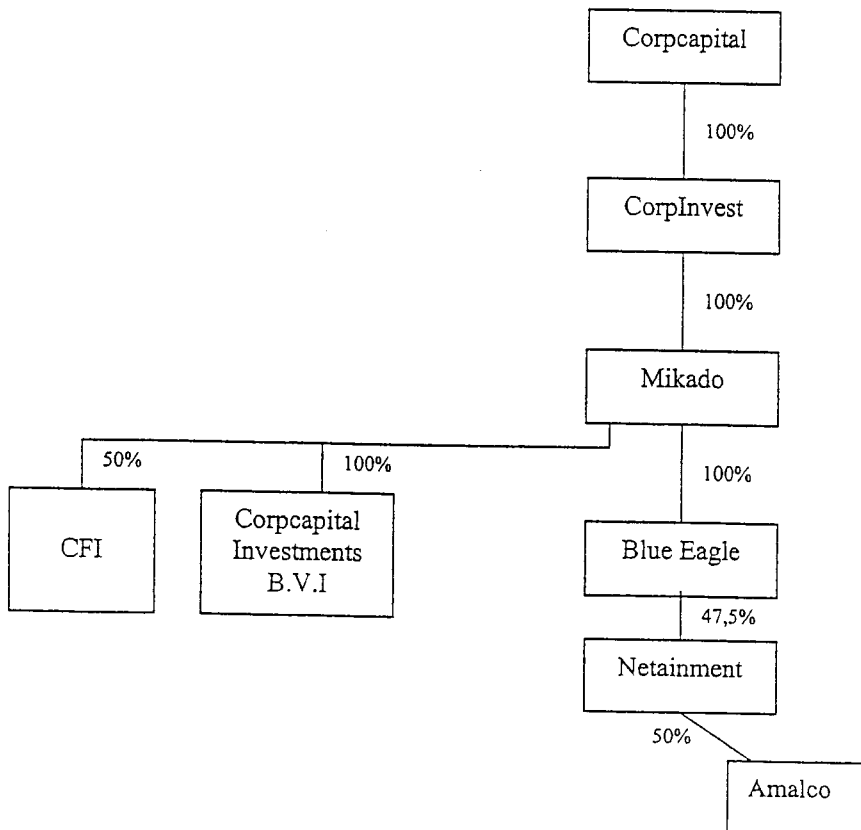 Corpcapital
100%
CorpInvest
100%
Mikado
50%
100%
100%
CFI
Corpcapital
Investments
B.V.I
Blue Eagle
47,5%
Netainment
50%
Amalco